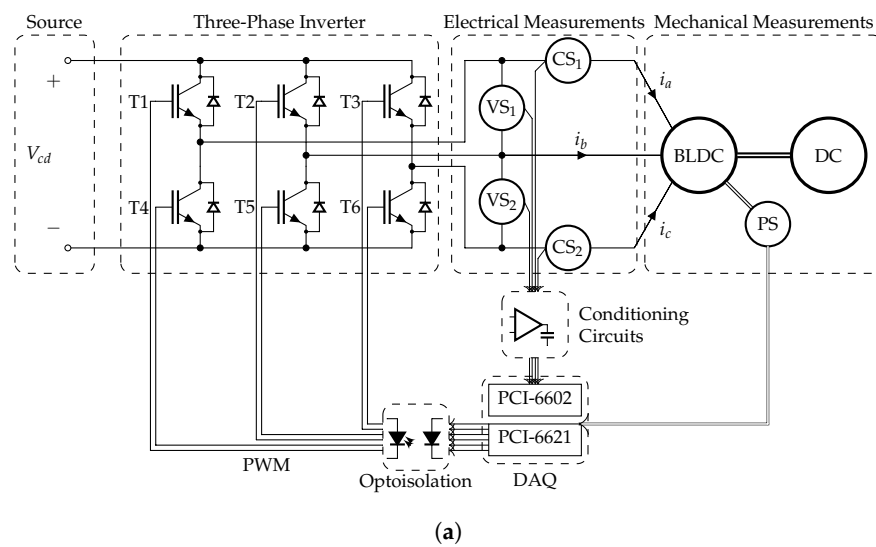 Source
Three-Phase Inverter
Electrical Measurements
Mechanical Measurements
+
V_cd
−
T1
T2
T3
T4
T5
T6
VS₁
VS₂
CS₁
CS₂
i_a
i_b
i_c
BLDC
DC
PS
Conditioning
Circuits
PCI-6602
PCI-6621
PWM
Optoisolation
DAQ
(a)